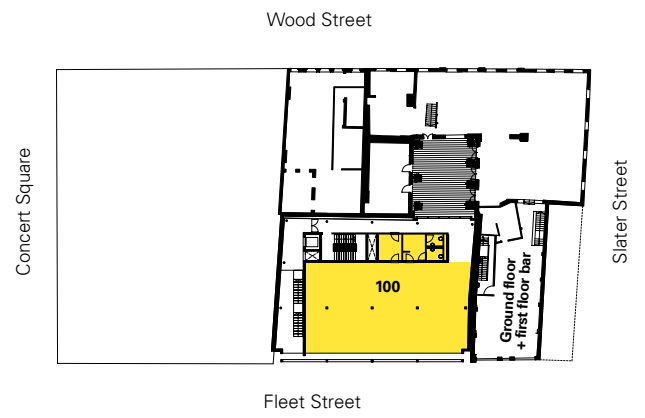 Wood Street
Concert Square
Slater Street
100
Ground floor
+ first floor bar
Fleet Street